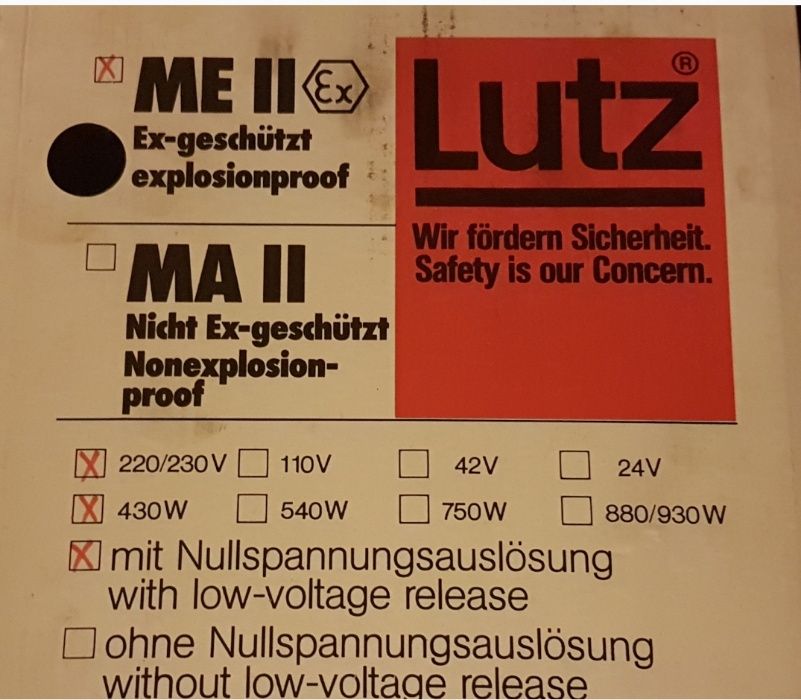 ME II Ex
Ex-geschützt
explosionproof
Lutz®
Wir fördern Sicherheit.
Safety is our Concern.
MA II
Nicht Ex-geschützt
Nonexplosion-
proof
220/230V 110V 42V 24V
430W 540W 750W 880/930W
mit Nullspannungsauslösung
with low-voltage release
ohne Nullspannungsauslösung
without low-voltage release